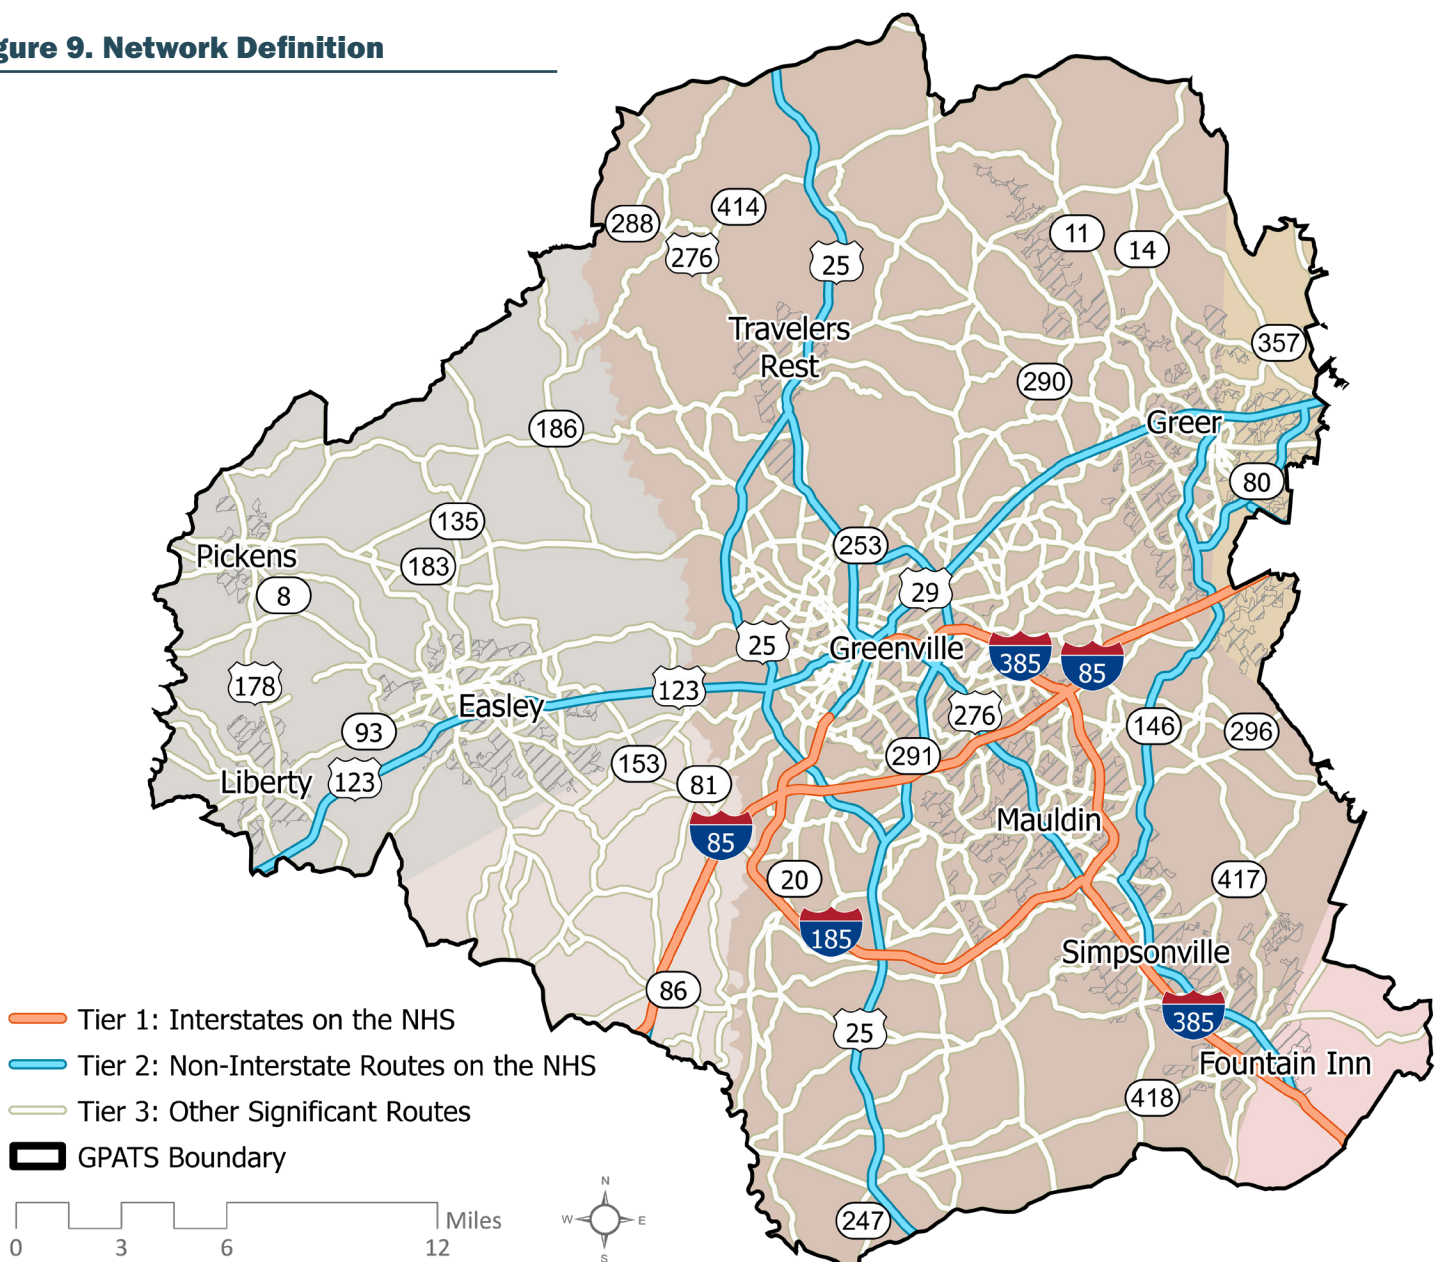 gure 9. Network Definition
414
288
276
25
11
14
Travelers
Rest
357
290
Greer
186
80
135
253
Pickens
183
29
8
25
Greenville
385
85
178
123
Easley
276
146
296
93
291
153
Liberty
123
81
Mauldin
85
20
417
185
Simpsonville
86
385
25
Fountain Inn
418
247
Tier 1: Interstates on the NHS
Tier 2: Non-Interstate Routes on the NHS
Tier 3: Other Significant Routes
GPATS Boundary
Miles
0 3 6 12
N
W E
S